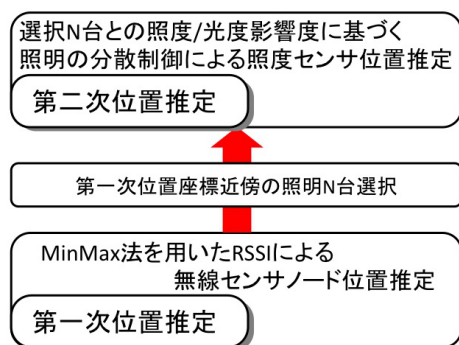 選択N台との照度/光度影響度に基づく
照明の分散制御による照度センサ位置推定
第二次位置推定
第一次位置座標近傍の照明N台選択
MinMax法を用いたRSSIによる
無線センサノード位置推定
第一次位置推定